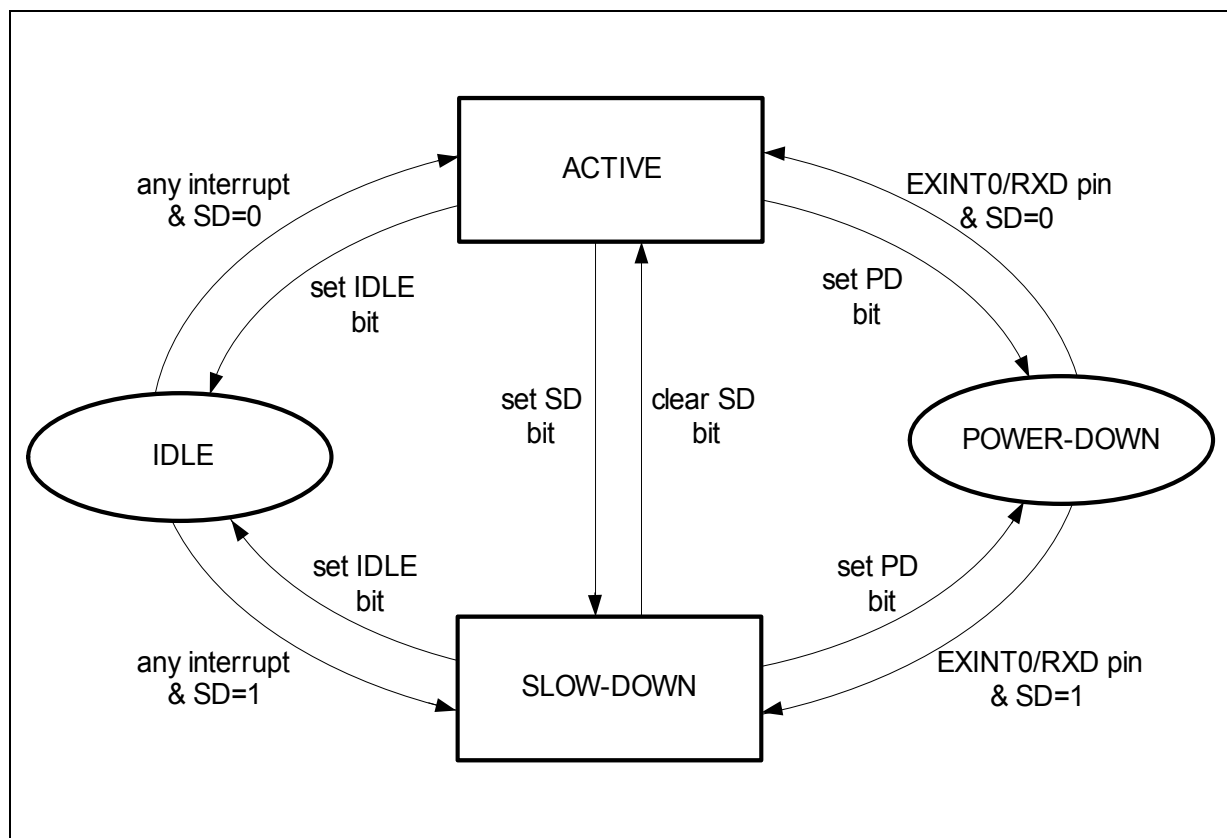 ACTIVE
any interrupt
& SD=0
EXINT0/RXD pin
& SD=0
set IDLE
bit
set PD
bit
set SD
bit
clear SD
bit
IDLE
POWER-DOWN
set IDLE
bit
set PD
bit
any interrupt
& SD=1
SLOW-DOWN
EXINT0/RXD pin
& SD=1